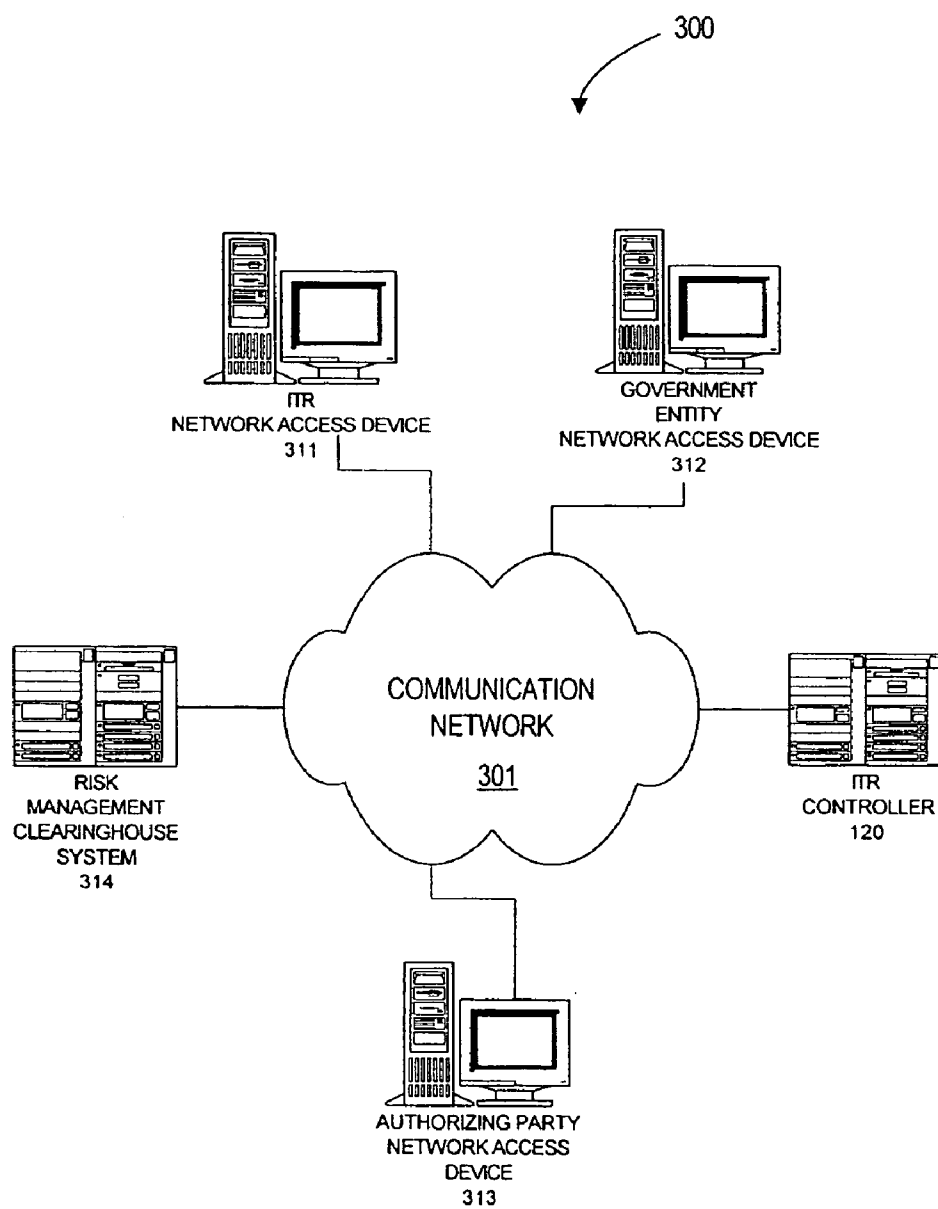 300
ITR
NETWORK ACCESS DEVICE
311
GOVERNMENT
ENTITY
NETWORK ACCESS DEVICE
312
COMMUNICATION
NETWORK
301
RISK
MANAGEMENT
CLEARINGHOUSE
SYSTEM
314
ITR
CONTROLLER
120
AUTHORIZING PARTY
NETWORK ACCESS
DEVICE
313